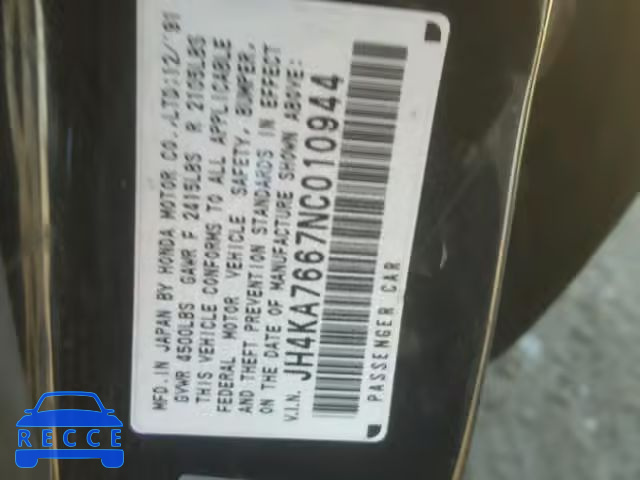 MFD.IN JAPAN BY HONDA MOTOR CO.,LTD:12/'91
GVWR 4500LBS GAWR F 2415LBS R 2105LBS
THIS VEHICLE CONFORMS TO ALL APPLICABLE
FEDERAL MOTOR VEHICLE SAFETY, BUMPER,
AND THEFT PREVENTION STANDARDS IN EFFECT
ON THE DATE OF MANUFACTURE SHOWN ABOVE:
V.I.N. JH4KA7667NC010944
PASSENGER CAR
RECCE